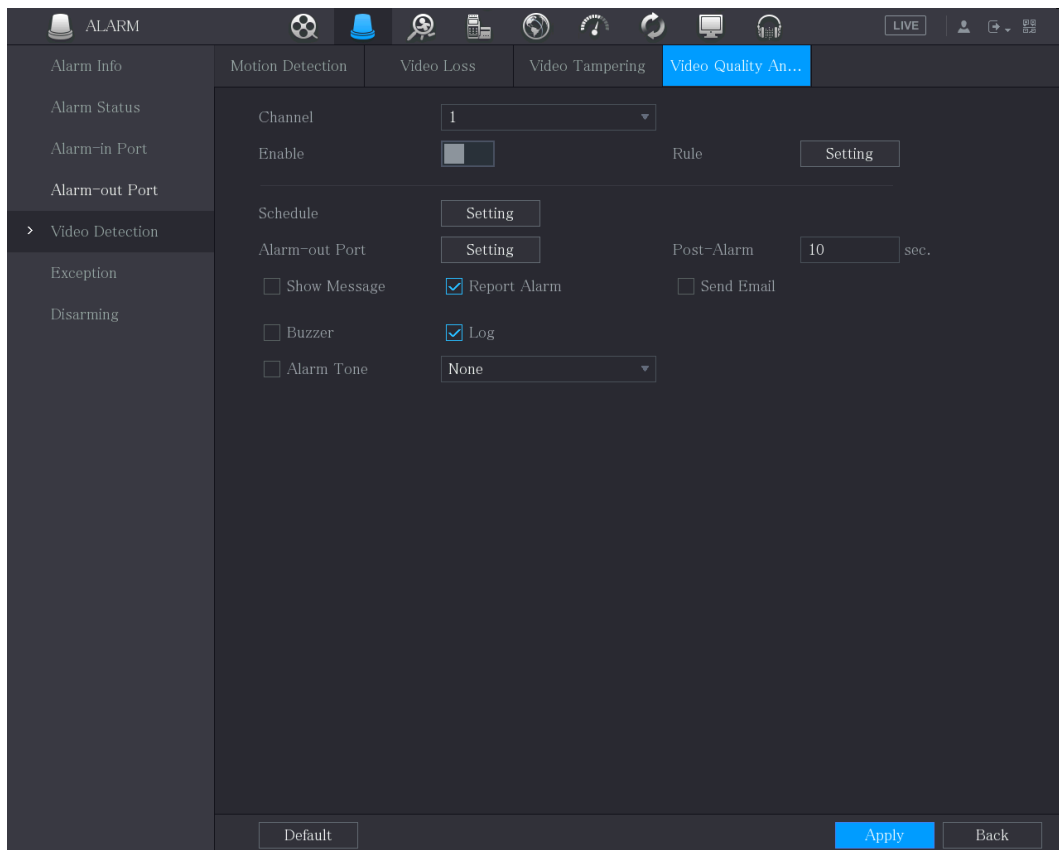 ALARM LIVE
Alarm Info
Alarm Status
Alarm-in Port
Alarm-out Port
Video Detection
Exception
Disarming
Motion Detection Video Loss Video Tampering Video Quality An...
Channel 1
Enable Rule Setting
Schedule Setting
Alarm-out Port Setting Post-Alarm 10 sec.
Show Message Report Alarm Send Email
Buzzer Log
Alarm Tone None
Default Apply Back